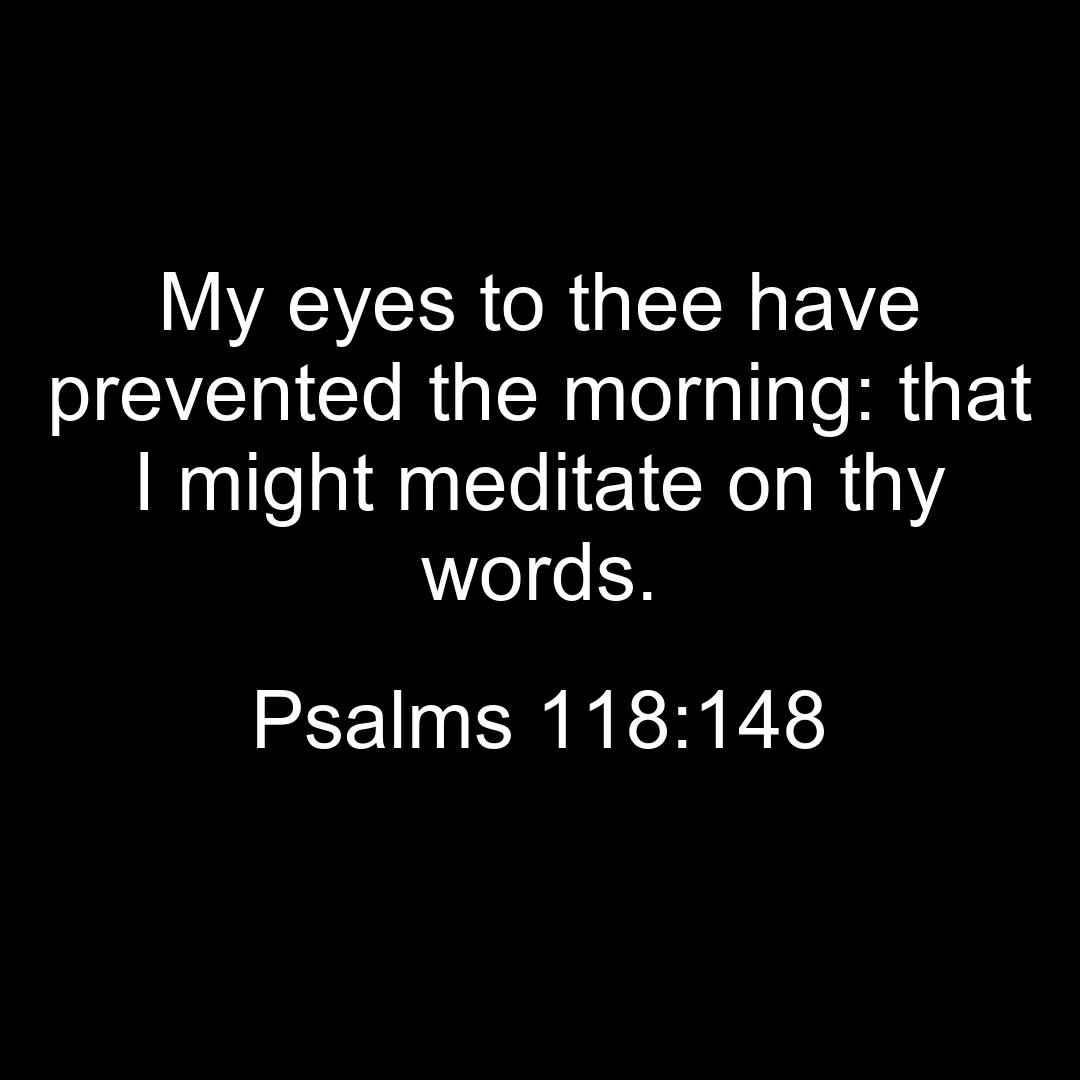 My eyes to thee have
prevented the morning: that
I might meditate on thy
words.
Psalms 118:148